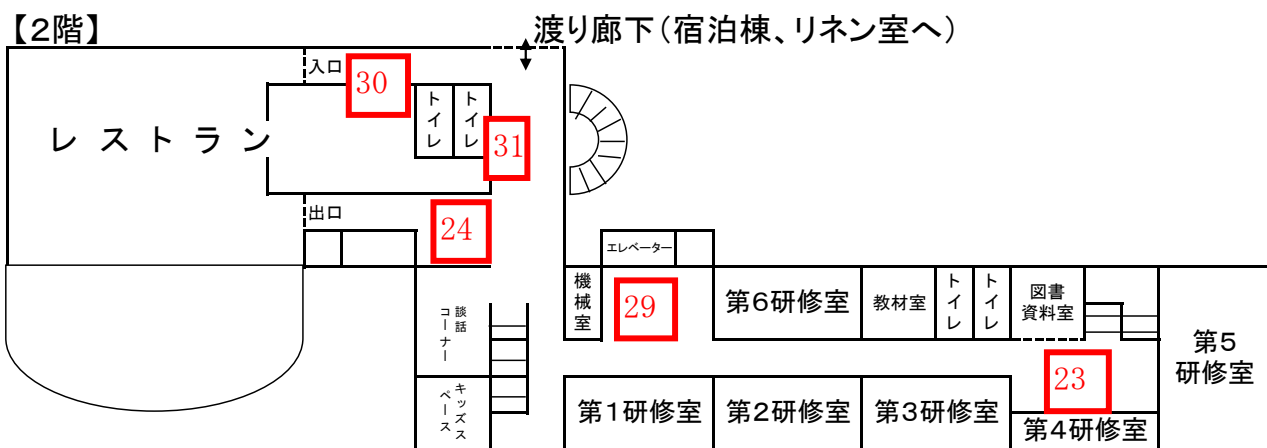 【2階】
渡り廊下（宿泊棟、リネン室へ）
入口
30
トイレ
トイレ
レストラン
31
出口
24
エレベーター
機械室
29
第6研修室
教材室
トイレ
トイレ
図書
資料室
談話
コーナー
第5
研修室
23
キッズス
ペース
第1研修室
第2研修室
第3研修室
第4研修室